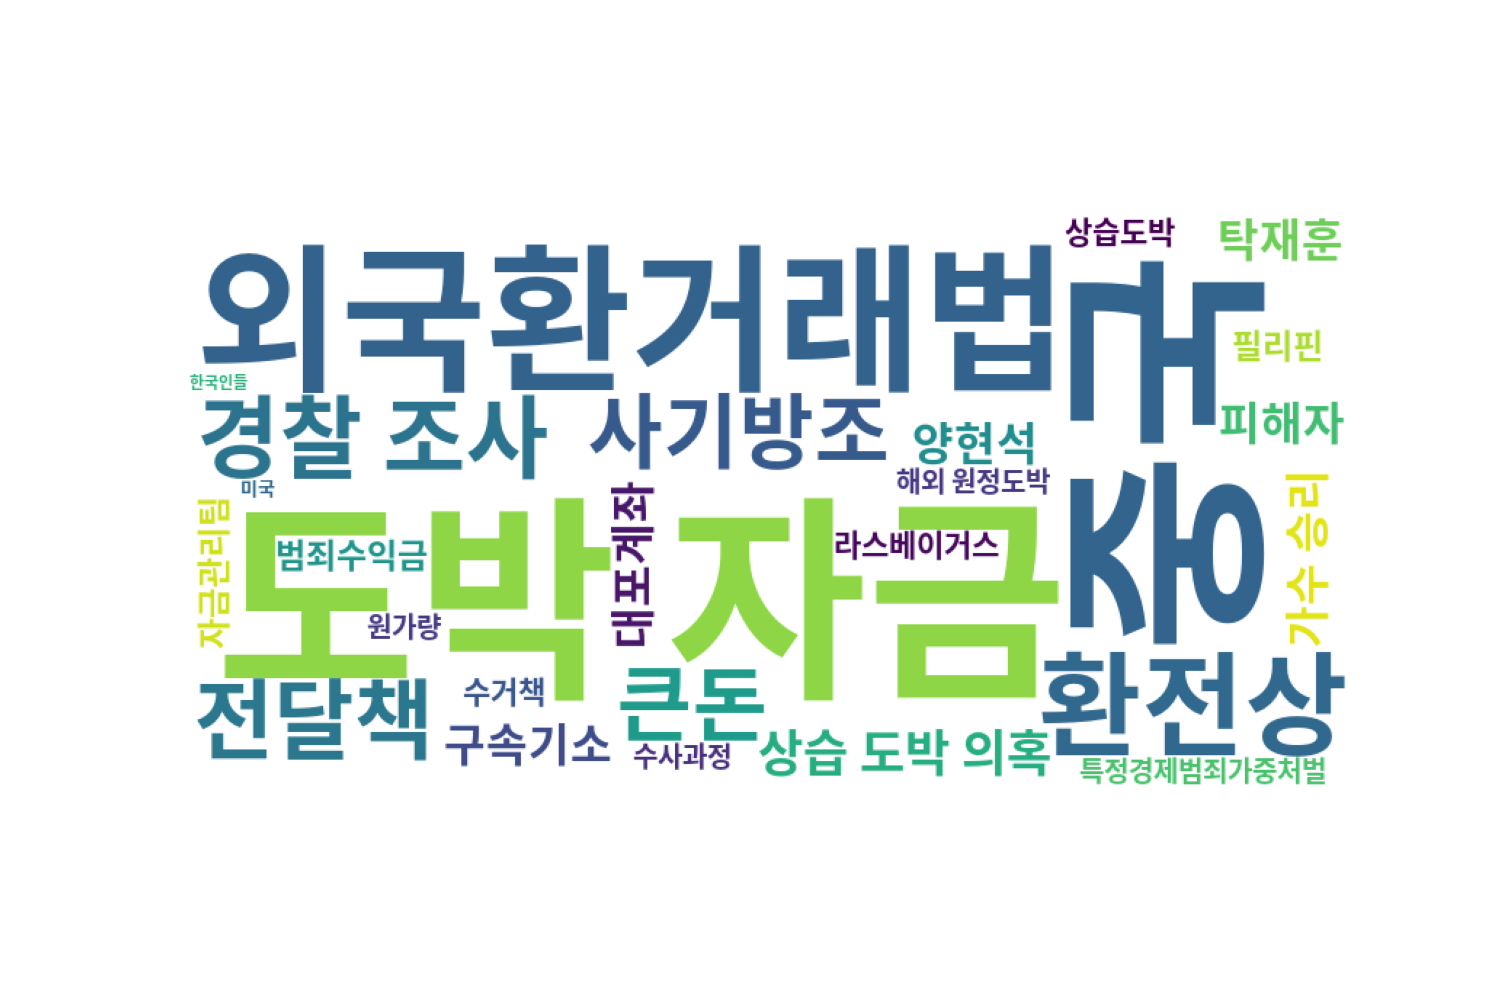 상습도박
탁재훈
외국환거래법
중국
필리핀
한국인들
경찰 조사
사기방조
양현석
피해자
미국
해외 원정도박
자금관리팀
도박 자금
범죄수익금
대포계좌
라스베이거스
가수 승리
원가량
전달책
수거책
큰돈
환전상
구속기소
수사과정
상습 도박 의혹
특정경제범죄가중처벌